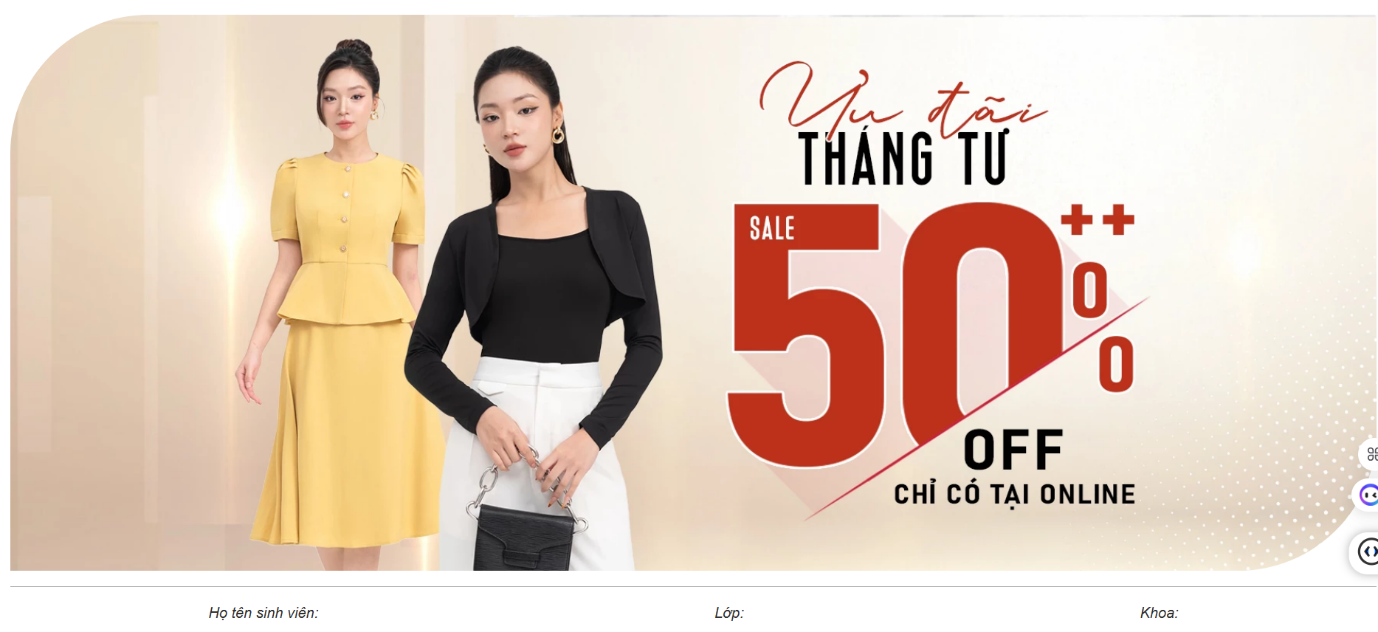 Ưu đãi
THÁNG TƯ
SALE
50++%
OFF
CHỈ CÓ TẠI ONLINE
Họ tên sinh viên: Lớp: Khoa: